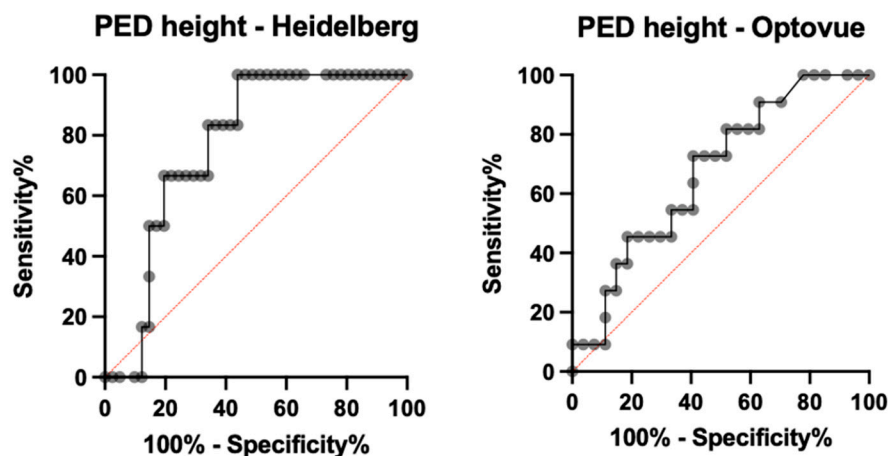 PED height - Heidelberg
100
80
60
40
20
0
Sensitivity%
0 20 40 60 80 100
100% - Specificity%
PED height - Optovue
100
80
60
40
20
0
Sensitivity%
0 20 40 60 80 100
100% - Specificity%